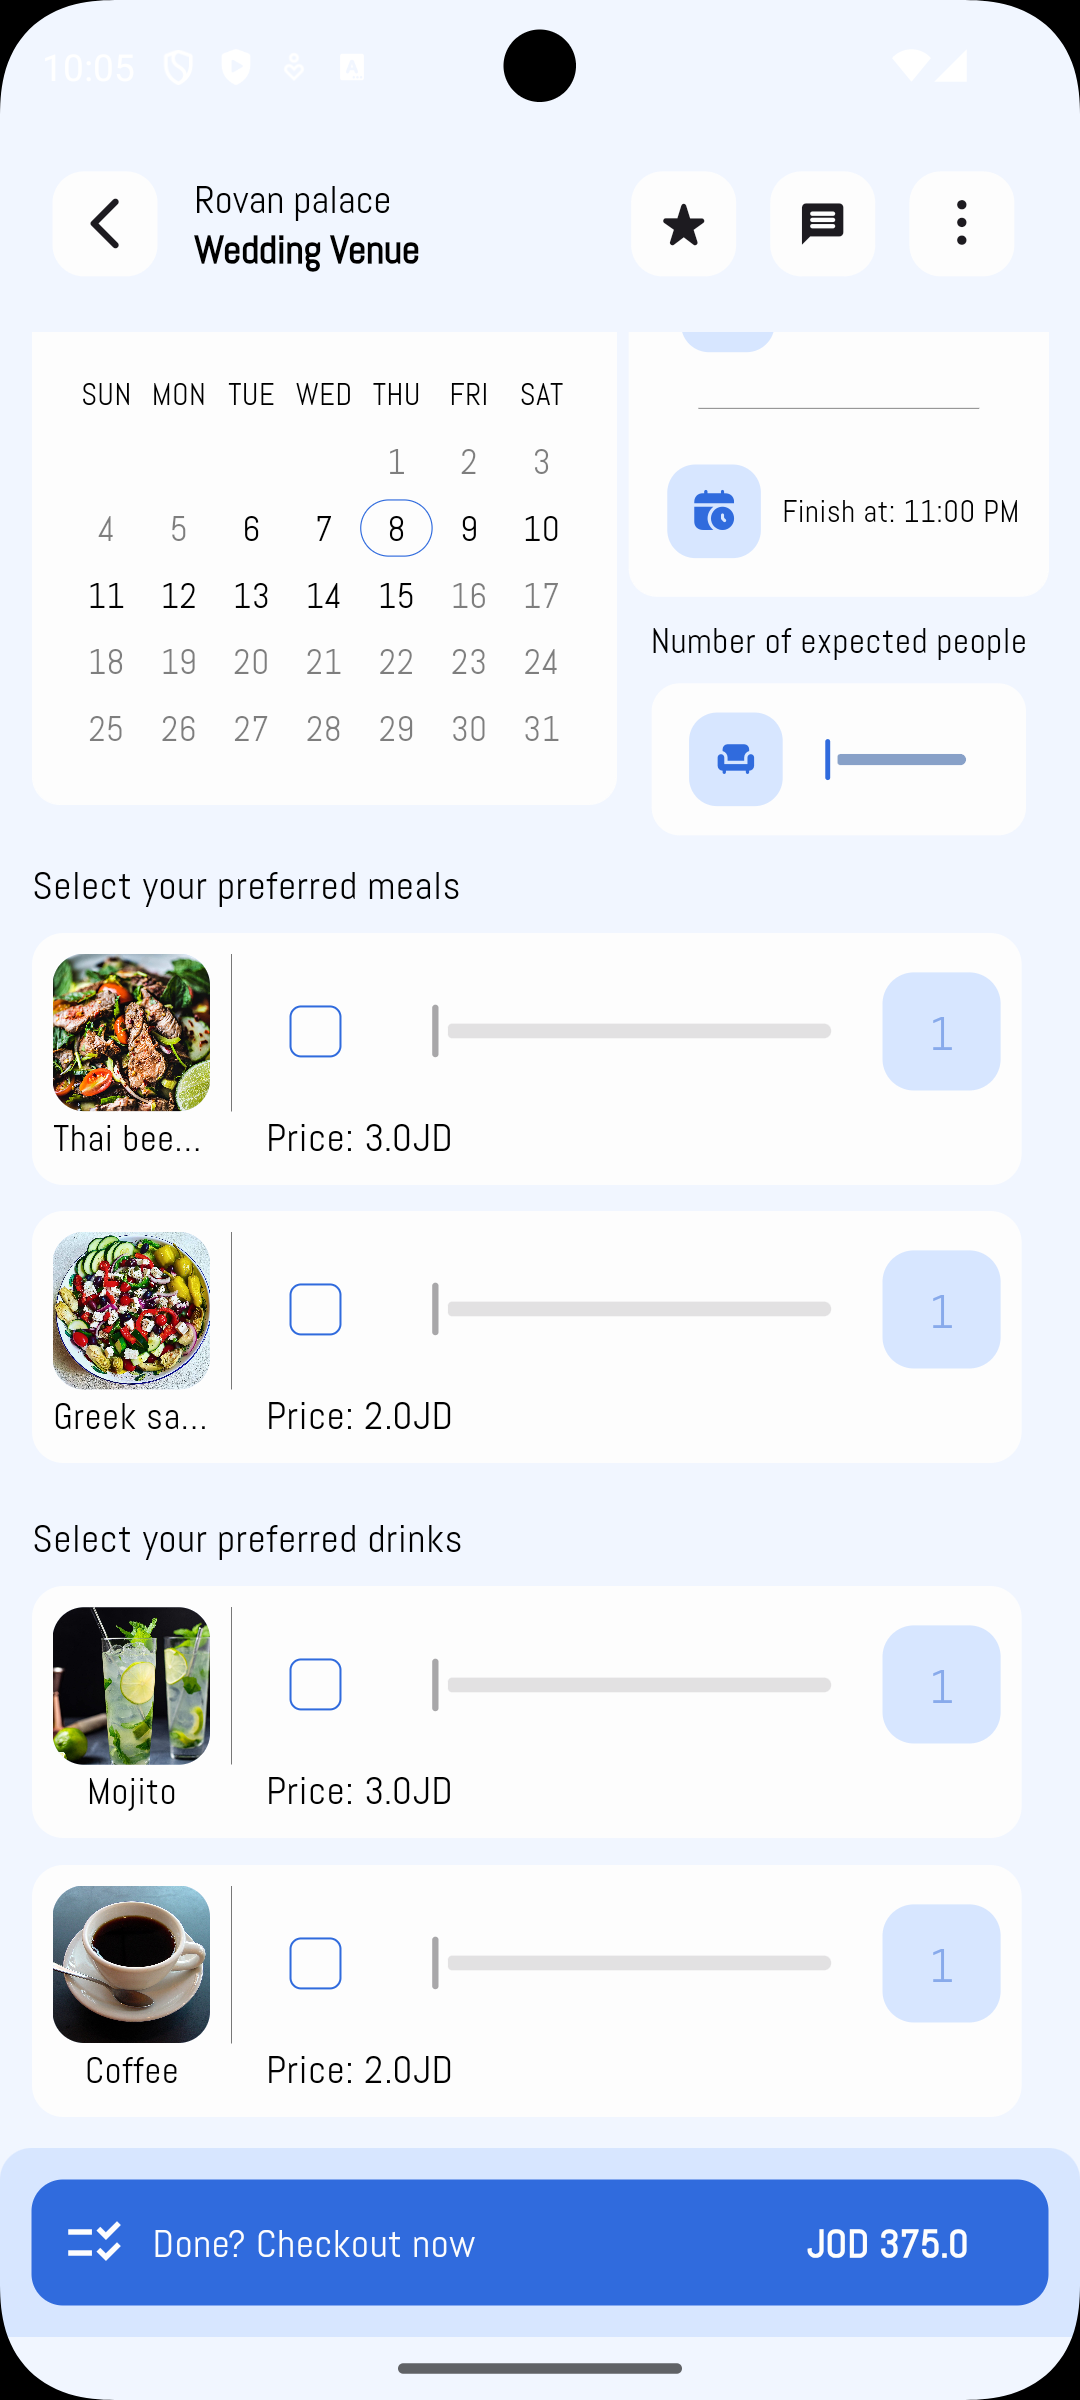 10:05
Rovan palace
Wedding Venue
SUN MON TUE WED THU FRI SAT
1 2 3
4 5 6 7 8 9 10
11 12 13 14 15 16 17
18 19 20 21 22 23 24
25 26 27 28 29 30 31
Finish at: 11:00 PM
Number of expected people
Select your preferred meals
1
Thai bee...
Price: 3.0JD
1
Greek sa...
Price: 2.0JD
Select your preferred drinks
1
Mojito
Price: 3.0JD
1
Coffee
Price: 2.0JD
Done? Checkout now
JOD 375.0